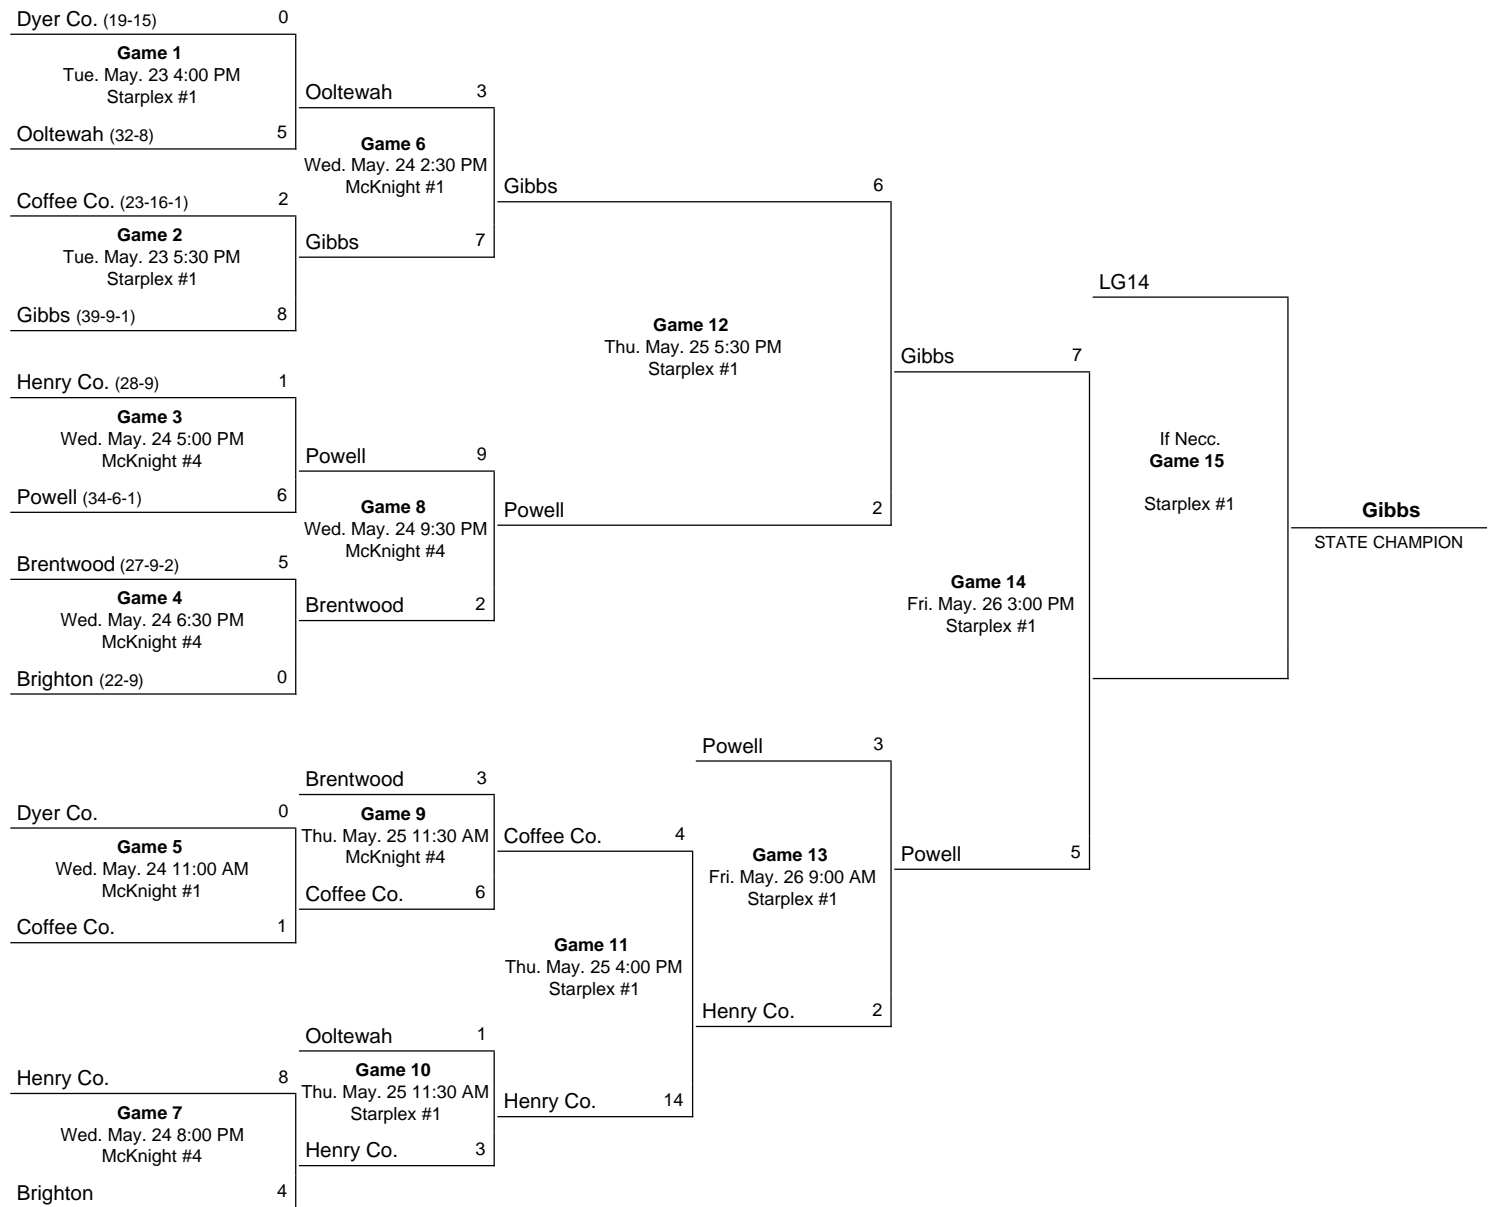 Dyer Co. (19-15) 0
Game 1
Tue. May. 23 4:00 PM
Starplex #1
Ooltewah (32-8) 5
Coffee Co. (23-16-1) 2
Game 2
Tue. May. 23 5:30 PM
Starplex #1
Gibbs (39-9-1) 8
Henry Co. (28-9) 1
Game 3
Wed. May. 24 5:00 PM
McKnight #4
Powell (34-6-1) 6
Brentwood (27-9-2) 5
Game 4
Wed. May. 24 6:30 PM
McKnight #4
Brighton (22-9) 0
Dyer Co. 0
Game 5
Wed. May. 24 11:00 AM
McKnight #1
Coffee Co. 1
Henry Co. 8
Game 7
Wed. May. 24 8:00 PM
McKnight #4
Brighton 4
Ooltewah 3
Game 6
Wed. May. 24 2:30 PM
McKnight #1
Gibbs 7
Powell 9
Game 8
Wed. May. 24 9:30 PM
McKnight #4
Brentwood 2
Brentwood 3
Game 9
Thu. May. 25 11:30 AM
McKnight #4
Coffee Co. 6
Ooltewah 1
Game 10
Thu. May. 25 11:30 AM
Starplex #1
Henry Co. 3
Gibbs 6
Game 12
Thu. May. 25 5:30 PM
Starplex #1
Powell 2
Coffee Co. 4
Game 11
Thu. May. 25 4:00 PM
Starplex #1
Henry Co. 14
Powell 3
Game 13
Fri. May. 26 9:00 AM
Starplex #1
Henry Co. 2
Gibbs 7
Game 14
Fri. May. 26 3:00 PM
Starplex #1
Powell 5
LG14
If Necc.
Game 15
Starplex #1
Gibbs
STATE CHAMPION